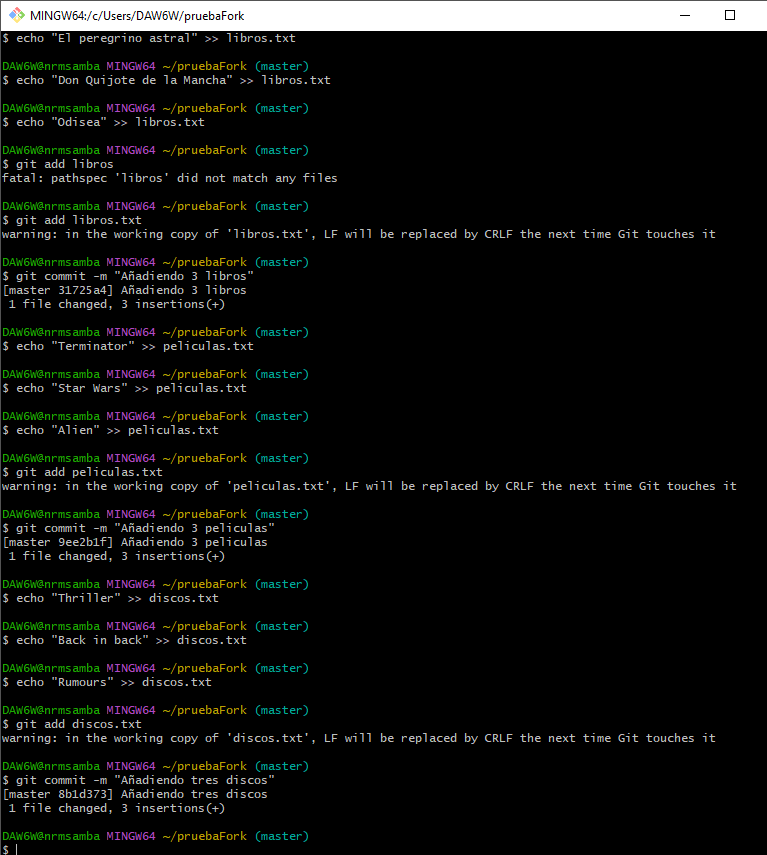 MINGW64:/c/Users/DAW6W/pruebaFork
$ echo "El peregrino astral" >> libros.txt
DAW6W@nrmsamba MINGW64 ~/pruebaFork (master)
$ echo "Don Quijote de la Mancha" >> libros.txt
DAW6W@nrmsamba MINGW64 ~/pruebaFork (master)
$ echo "Odisea" >> libros.txt
DAW6W@nrmsamba MINGW64 ~/pruebaFork (master)
$ git add libros
fatal: pathspec 'libros' did not match any files
DAW6W@nrmsamba MINGW64 ~/pruebaFork (master)
$ git add libros.txt
warning: in the working copy of 'libros.txt', LF will be replaced by CRLF the next time Git touches it
DAW6W@nrmsamba MINGW64 ~/pruebaFork (master)
$ git commit -m "Añadiendo 3 libros"
[master 31725a4] Añadiendo 3 libros
1 file changed, 3 insertions(+)
DAW6W@nrmsamba MINGW64 ~/pruebaFork (master)
$ echo "Terminator" >> peliculas.txt
DAW6W@nrmsamba MINGW64 ~/pruebaFork (master)
$ echo "Star Wars" >> peliculas.txt
DAW6W@nrmsamba MINGW64 ~/pruebaFork (master)
$ echo "Alien" >> peliculas.txt
DAW6W@nrmsamba MINGW64 ~/pruebaFork (master)
$ git add peliculas.txt
warning: in the working copy of 'peliculas.txt', LF will be replaced by CRLF the next time Git touches it
DAW6W@nrmsamba MINGW64 ~/pruebaFork (master)
$ git commit -m "Añadiendo 3 peliculas"
[master 9ee2b1f] Añadiendo 3 peliculas
1 file changed, 3 insertions(+)
DAW6W@nrmsamba MINGW64 ~/pruebaFork (master)
$ echo "Thriller" >> discos.txt
DAW6W@nrmsamba MINGW64 ~/pruebaFork (master)
$ echo "Back in back" >> discos.txt
DAW6W@nrmsamba MINGW64 ~/pruebaFork (master)
$ echo "Rumours" >> discos.txt
DAW6W@nrmsamba MINGW64 ~/pruebaFork (master)
$ git add discos.txt
warning: in the working copy of 'discos.txt', LF will be replaced by CRLF the next time Git touches it
DAW6W@nrmsamba MINGW64 ~/pruebaFork (master)
$ git commit -m "Añadiendo tres discos"
[master 8b1d373] Añadiendo tres discos
1 file changed, 3 insertions(+)
DAW6W@nrmsamba MINGW64 ~/pruebaFork (master)
$